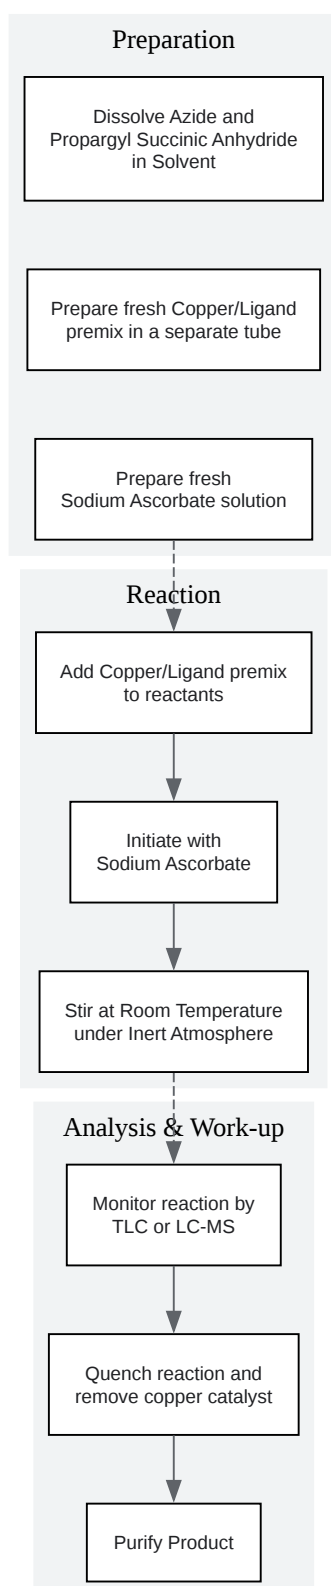 Preparation
Dissolve Azide and
Propargyl Succinic Anhydride
in Solvent
Prepare fresh Copper/Ligand
premix in a separate tube
Prepare fresh
Sodium Ascorbate solution
Reaction
Add Copper/Ligand premix
to reactants
Initiate with
Sodium Ascorbate
Stir at Room Temperature
under Inert Atmosphere
Analysis & Work-up
Monitor reaction by
TLC or LC-MS
Quench reaction and
remove copper catalyst
Purify Product